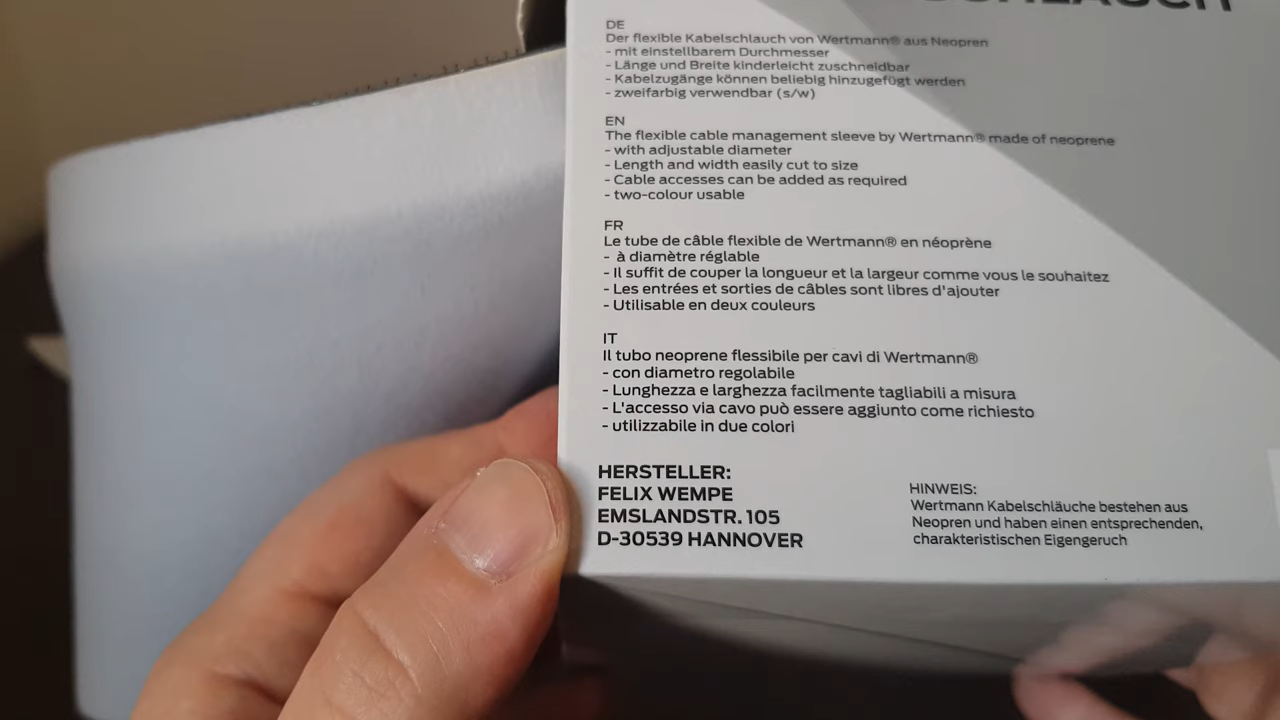 DE
Der flexible Kabelschlauch von Wertmann® aus Neopren
- mit einstellbarem Durchmesser
- Länge und Breite kinderleicht zuschneidbar
- Kabelzugänge können beliebig hinzugefügt werden
- zweifarbig verwendbar (s/w)
EN
The flexible cable management sleeve by Wertmann® made of neoprene
- with adjustable diameter
- Length and width easily cut to size
- Cable accesses can be added as required
- two-colour usable
FR
Le tube de câble flexible de Wertmann® en néoprène
- à diamètre réglable
- Il suffit de couper la longueur et la largeur comme vous le souhaitez
- Les entrées et sorties de câbles sont libres d'ajouter
- Utilisable en deux couleurs
IT
Il tubo neoprene flessibile per cavi di Wertmann®
- con diametro regolabile
- Lunghezza e larghezza facilmente tagliabili a misura
- L'accesso via cavo può essere aggiunto come richiesto
- utilizzabile in due colori
HERSTELLER:
FELIX WEMPE
EMSLANDSTR. 105
D-30539 HANNOVER
HINWEIS:
Wertmann Kabelschläuche bestehen aus
Neopren und haben einen entsprechenden,
charakteristischen Eigengeruch